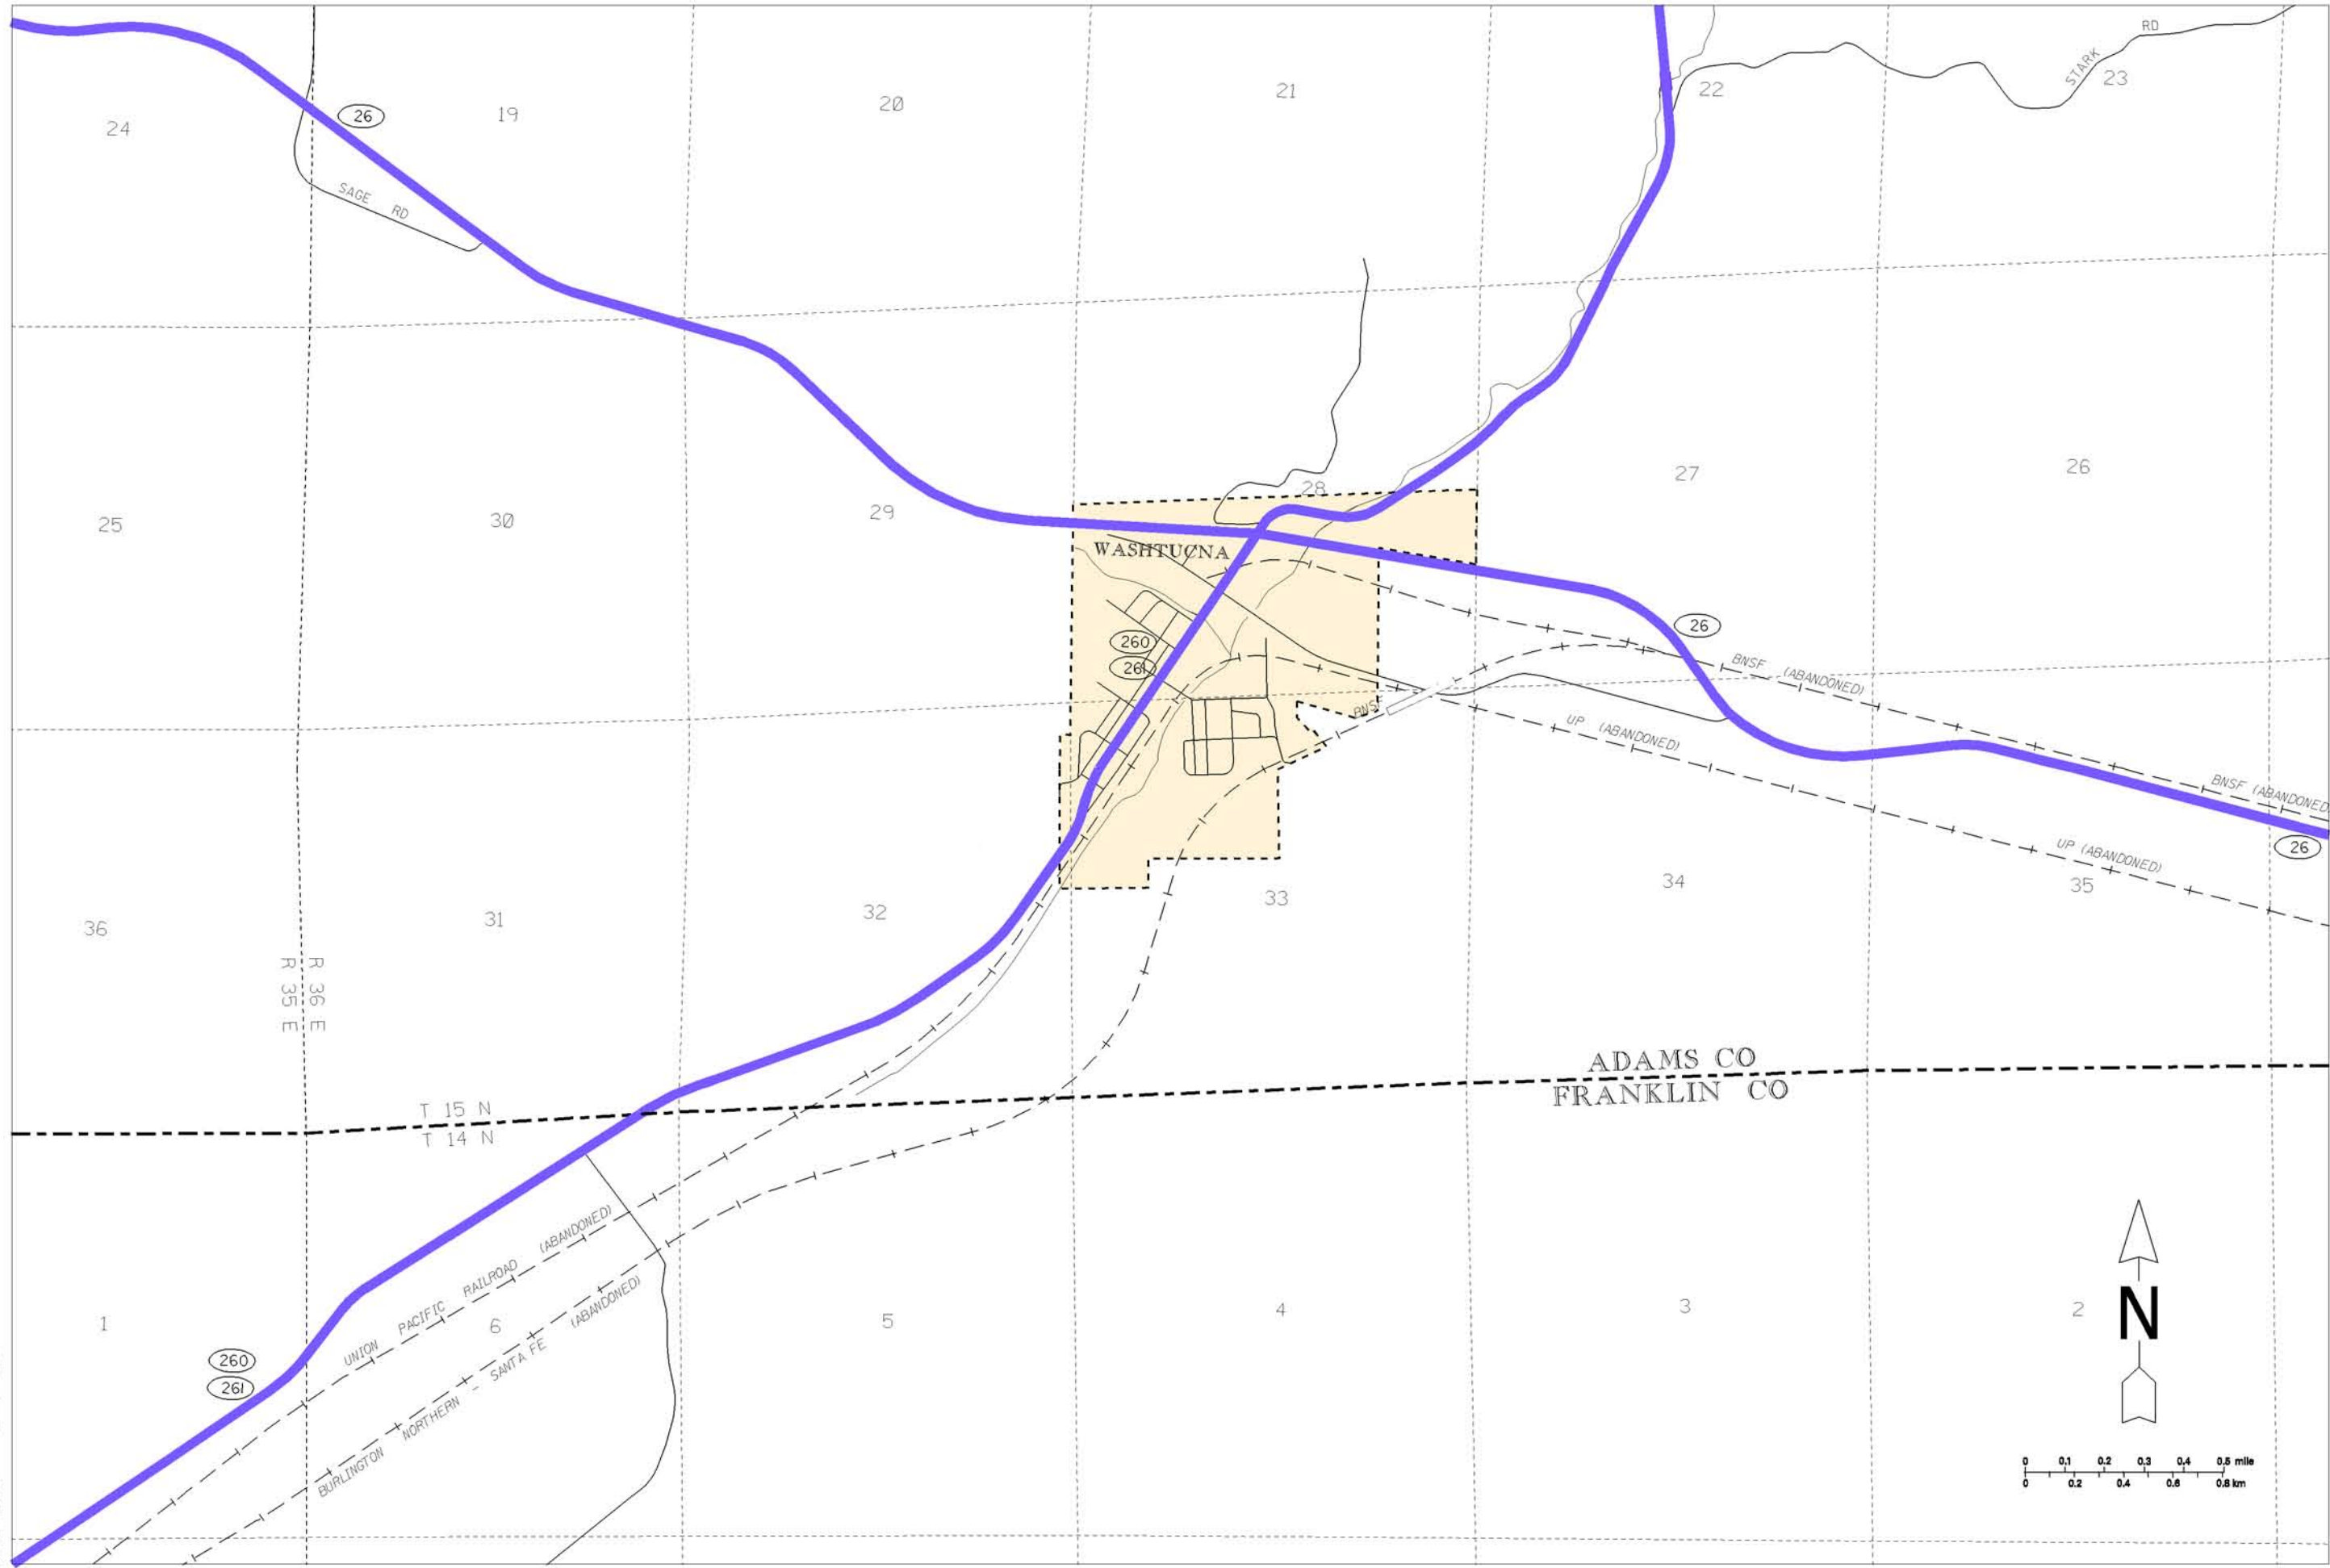 RD
STARK
21
22
23
20
26
19
24
SAGE RD
28
27
26
29
30
25
WASHTUCNA
260
261
26
BNSF (ABANDONED)
BNSF
UP (ABANDONED)
BNSF (ABANDONED)
26
UP (ABANDONED)
34
35
33
32
31
36
R 36 E
R 35 E
ADAMS CO
FRANKLIN CO
T 15 N
T 14 N
UNION PACIFIC RAILROAD (ABANDONED)
BURLINGTON NORTHERN - SANTA FE (ABANDONED)
1
6
5
4
3
2
N
260
261
0 0.1 0.2 0.3 0.4 0.5 mile
0 0.2 0.4 0.6 0.8 km